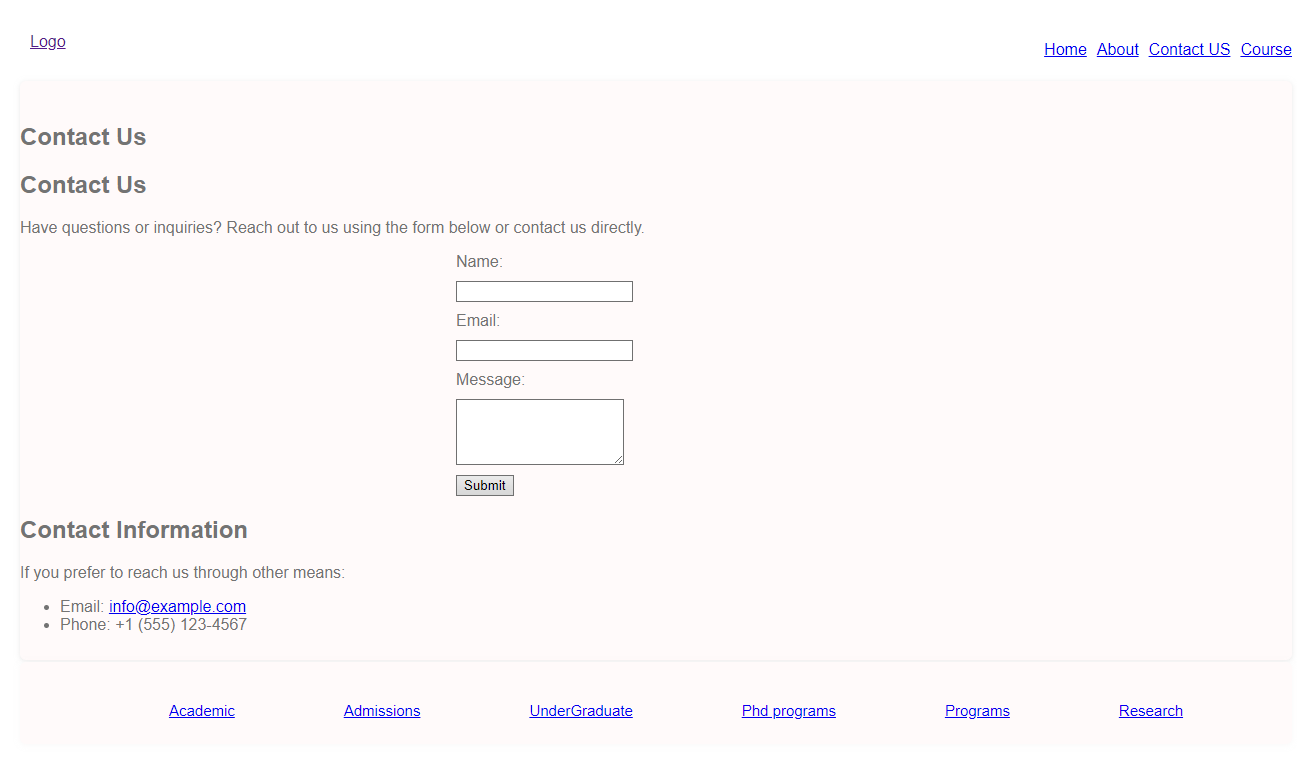 Logo
Home About Contact US Course
Contact Us
Contact Us
Have questions or inquiries? Reach out to us using the form below or contact us directly.
Name:
Email:
Message:
Submit
Contact Information
If you prefer to reach us through other means:
Email: info@example.com
Phone: +1 (555) 123-4567
Academic Admissions UnderGraduate Phd programs Programs Research